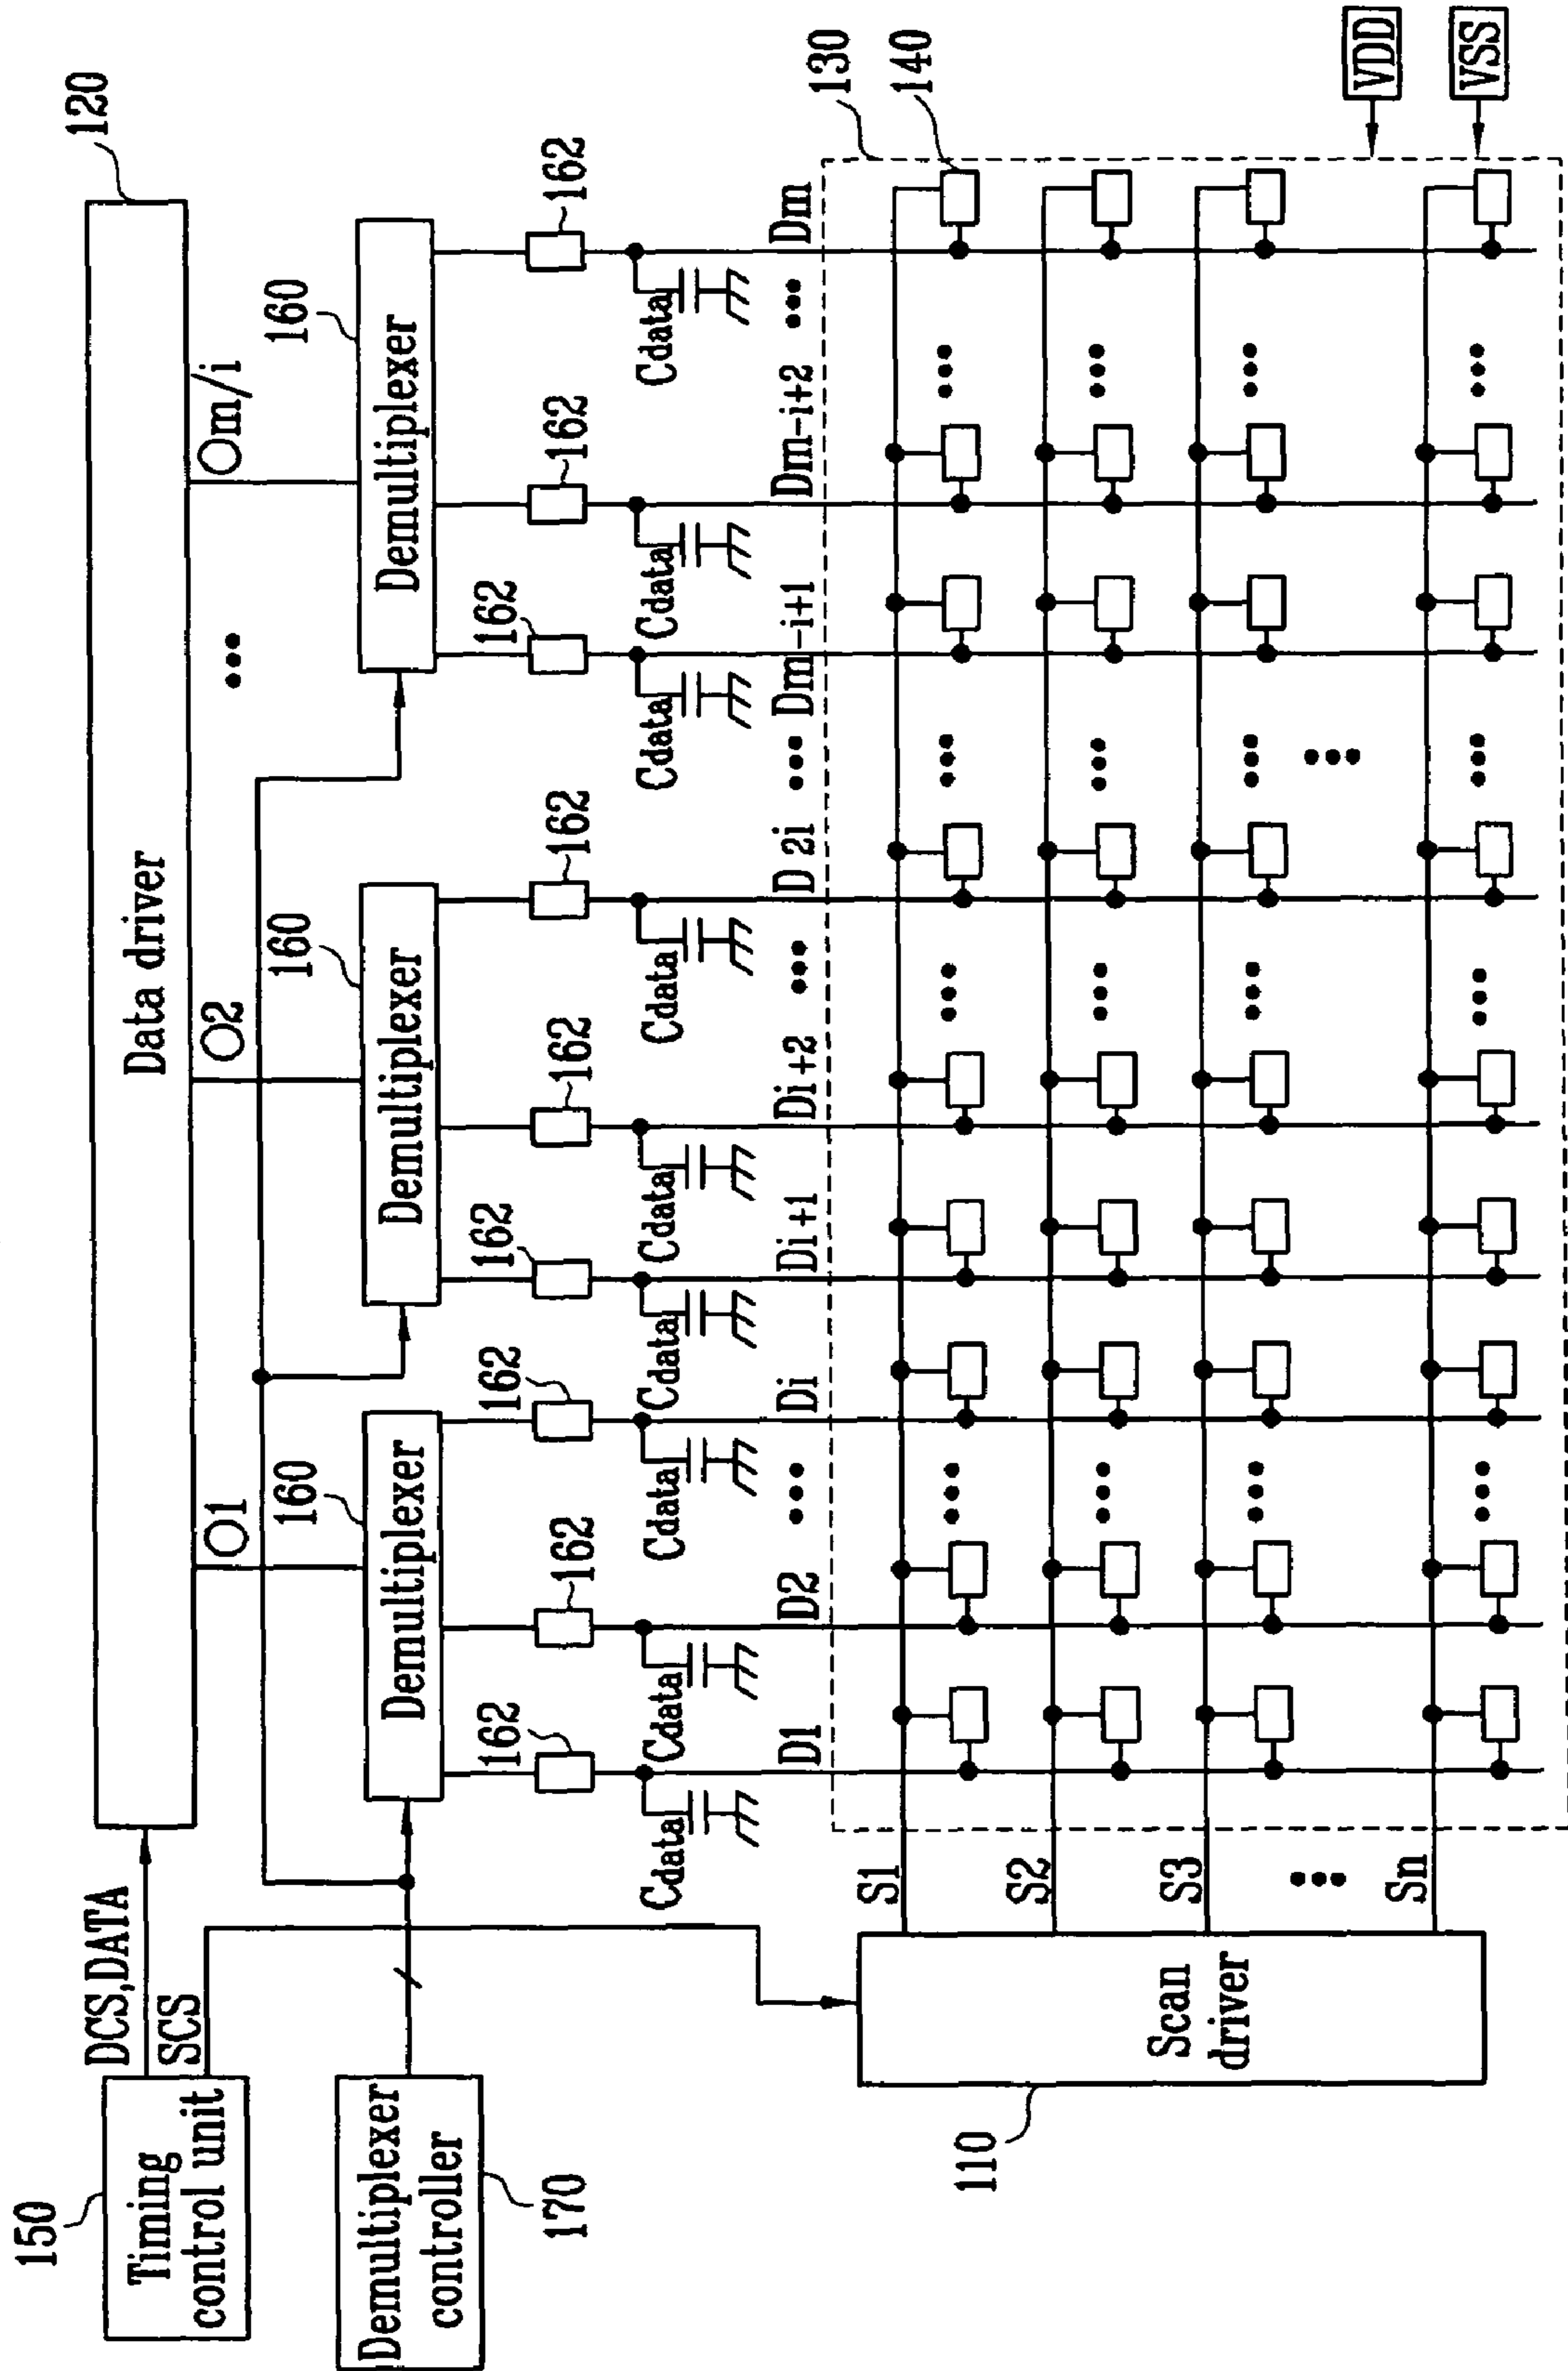 120
Data driver
150
Timing
control unit
DCS,DATA
SCS
O1
O2
Om/i
160
160
160
Demultiplexer
Demultiplexer
Demultiplexer
Demultiplexer
controller
170
162
162
162
162
162
162
162
162
162
Cdata
Cdata
Cdata
Cdata
Cdata
Cdata
Cdata
Cdata
Cdata
D1
D2
Di
Di+1
Di+2
D2i
Dm-i+1
Dm-i+2
Dm
130
140
VDD
VSS
S1
S2
S3
Sn
Scan
driver
110